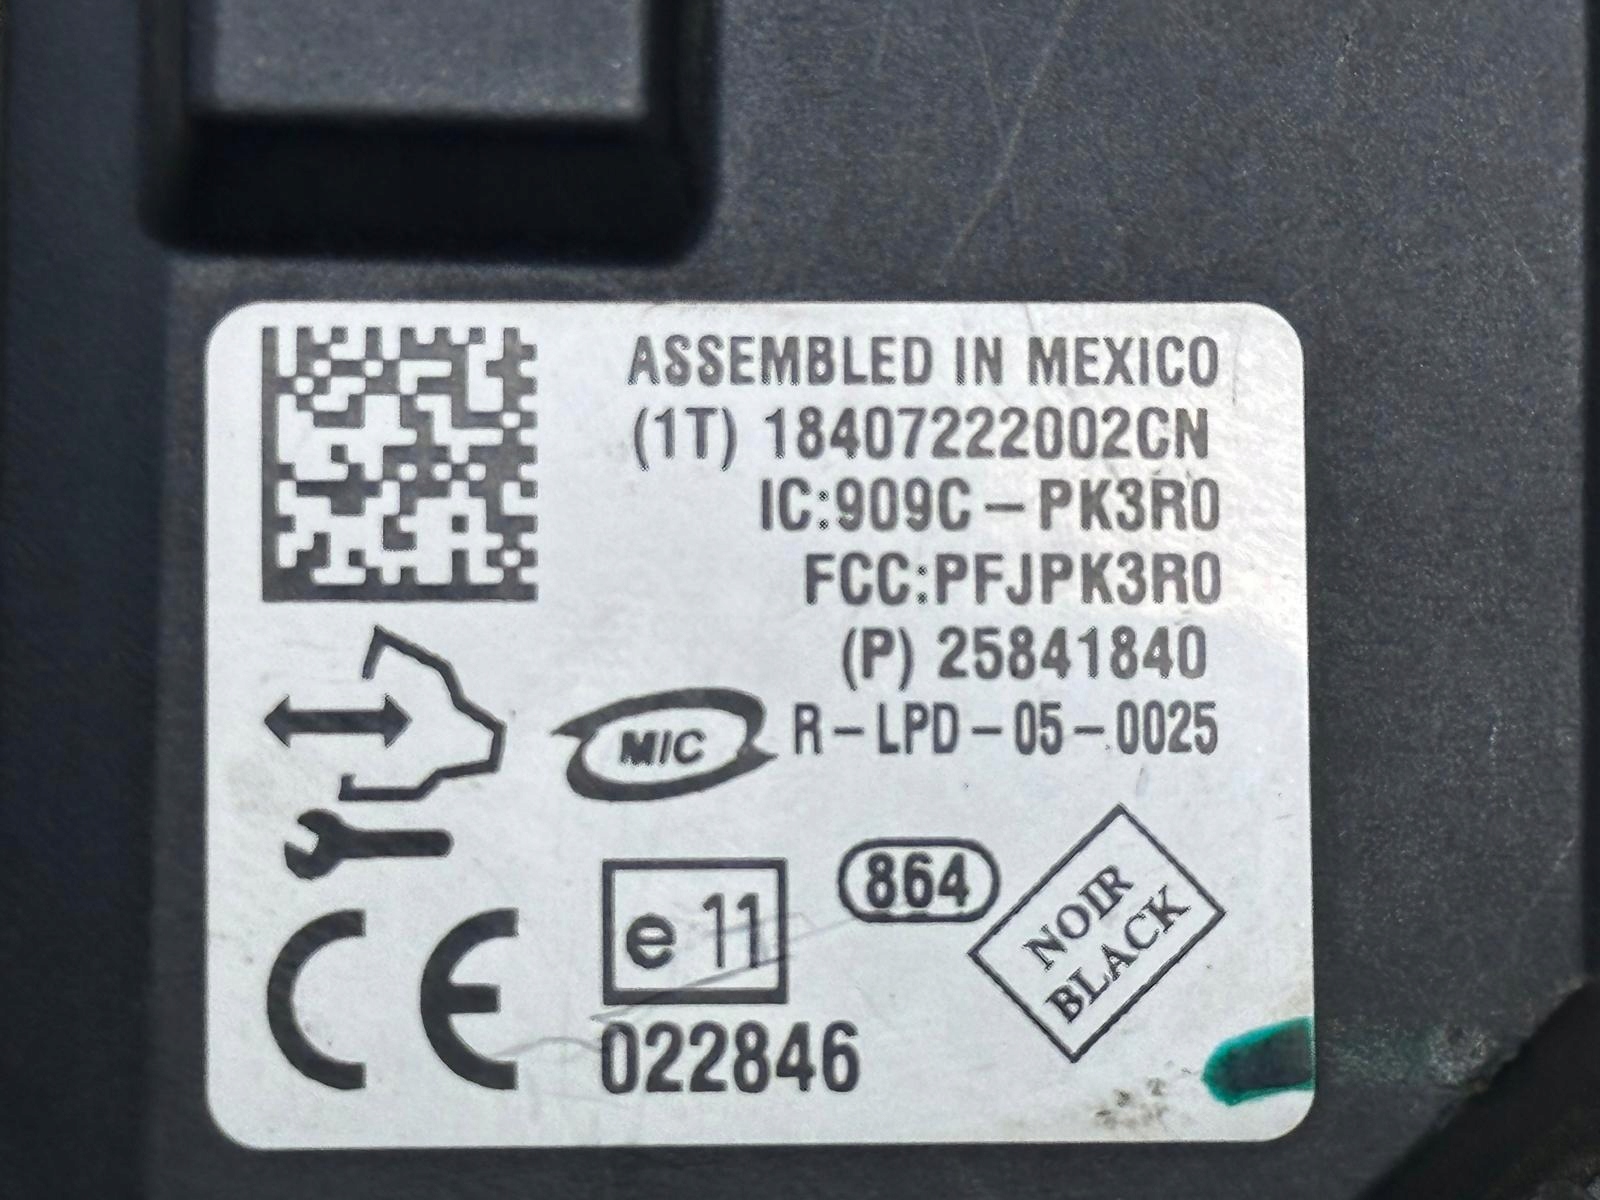 ASSEMBLED IN MEXICO
(1T) 18407222002CN
IC:909C-PK3R0
FCC:PFJPK3R0
(P) 25841840
MIC R-LPD-05-0025
864
NOIR
BLACK
e 11
CE
022846